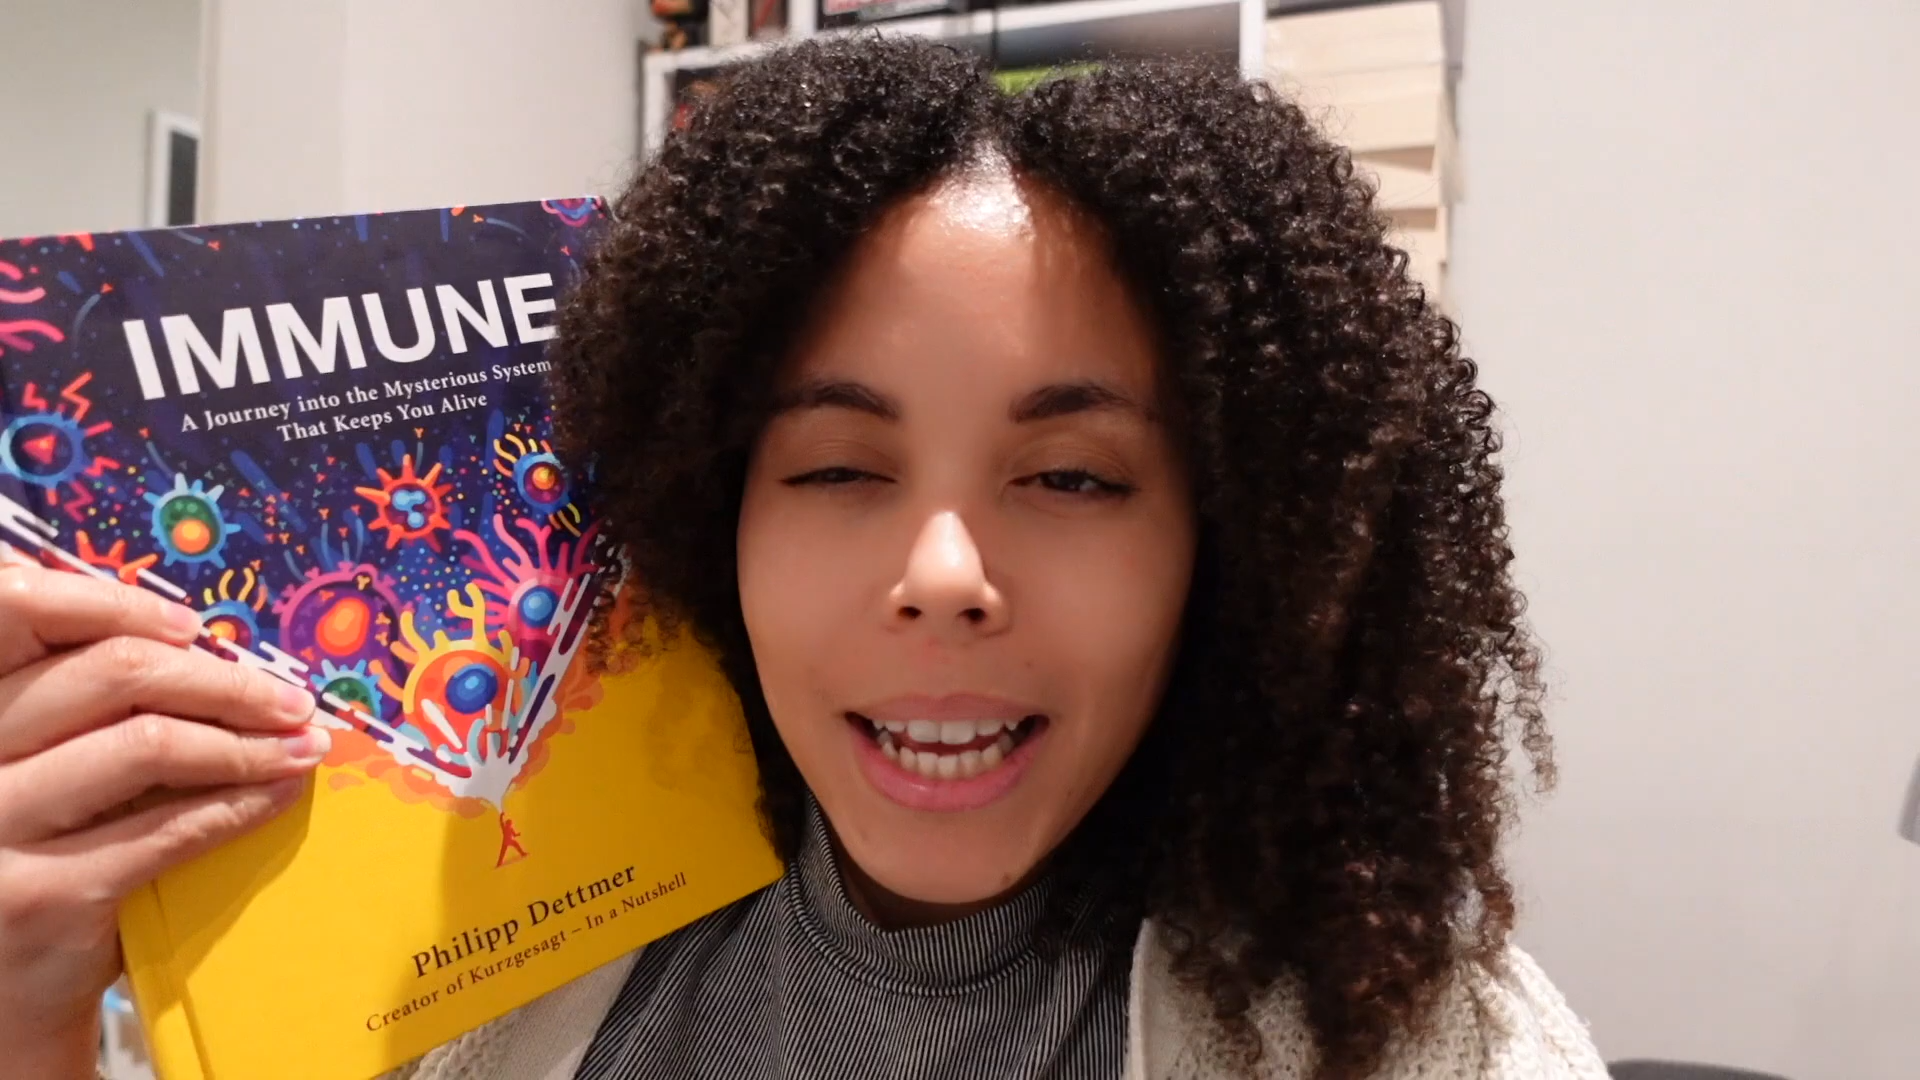 IMMUNE
A Journey into the Mysterious System
That Keeps You Alive
Philipp Dettmer
Creator of Kurzgesagt – In a Nutshell